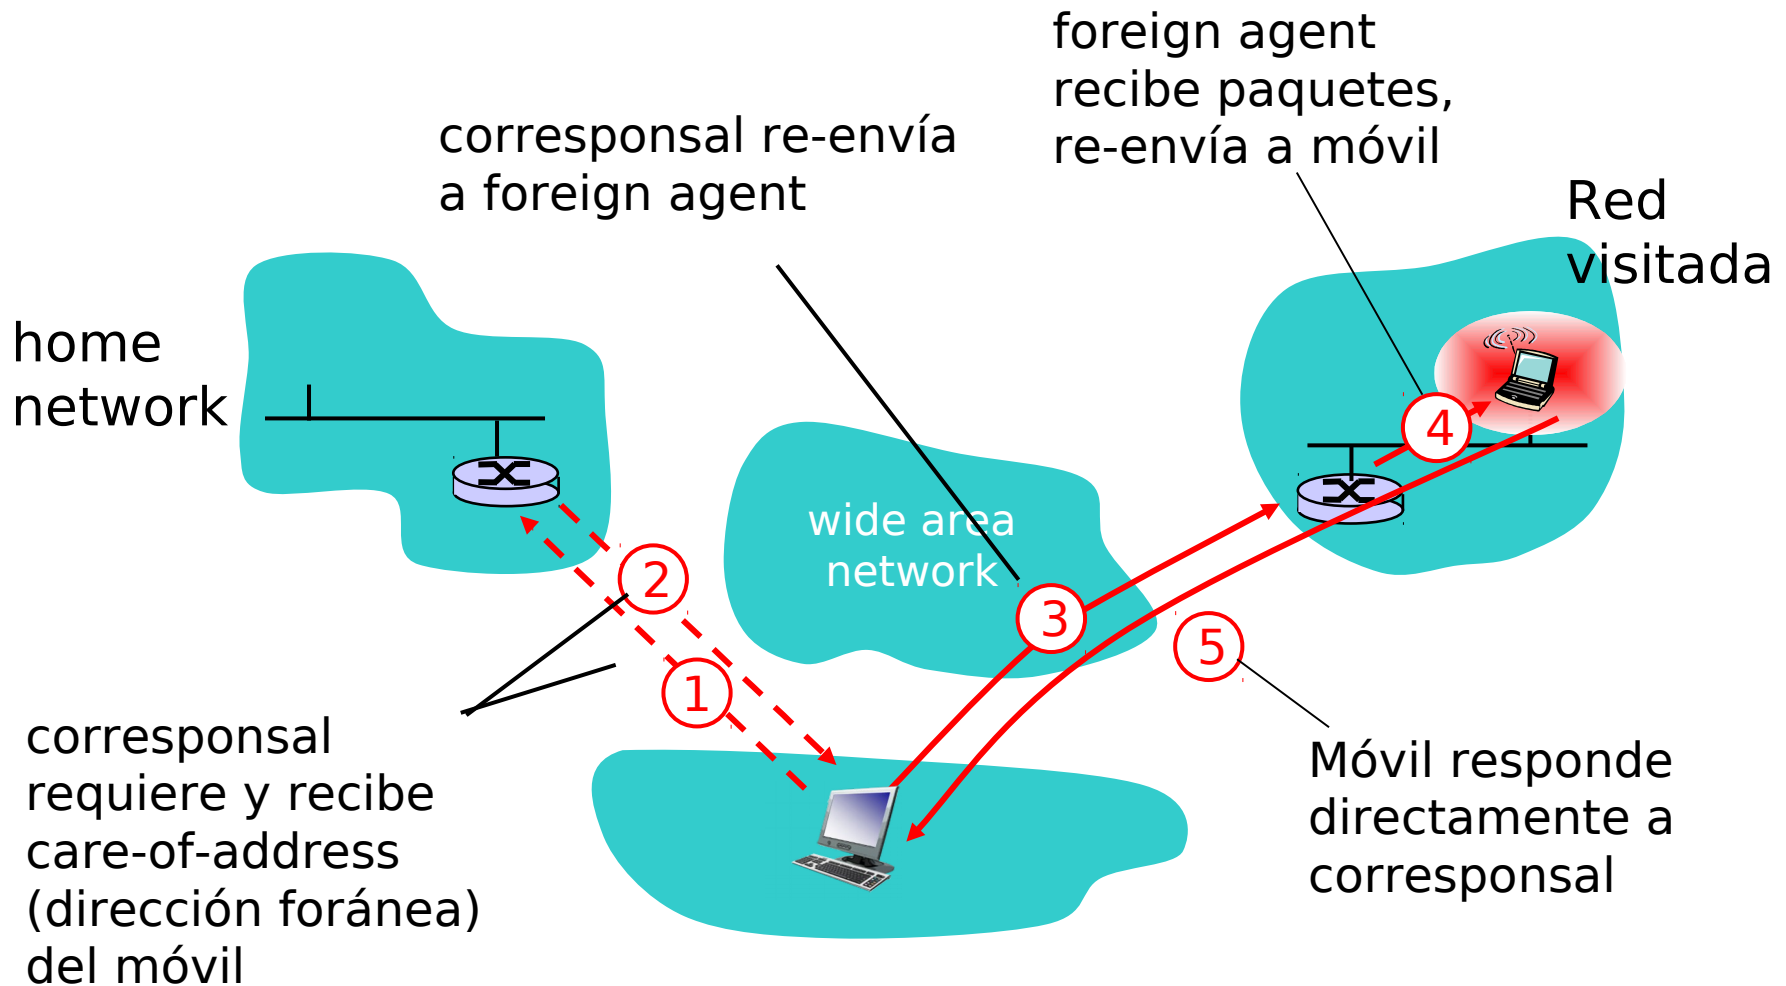 foreign agent
recibe paquetes,
re-envía a móvil
corresponsal re-envía
a foreign agent
Red
visitada
home
network
4
wide area
network
2
3
5
1
corresponsal
requiere y recibe
care-of-address
(dirección foránea)
del móvil
Móvil responde
directamente a
corresponsal